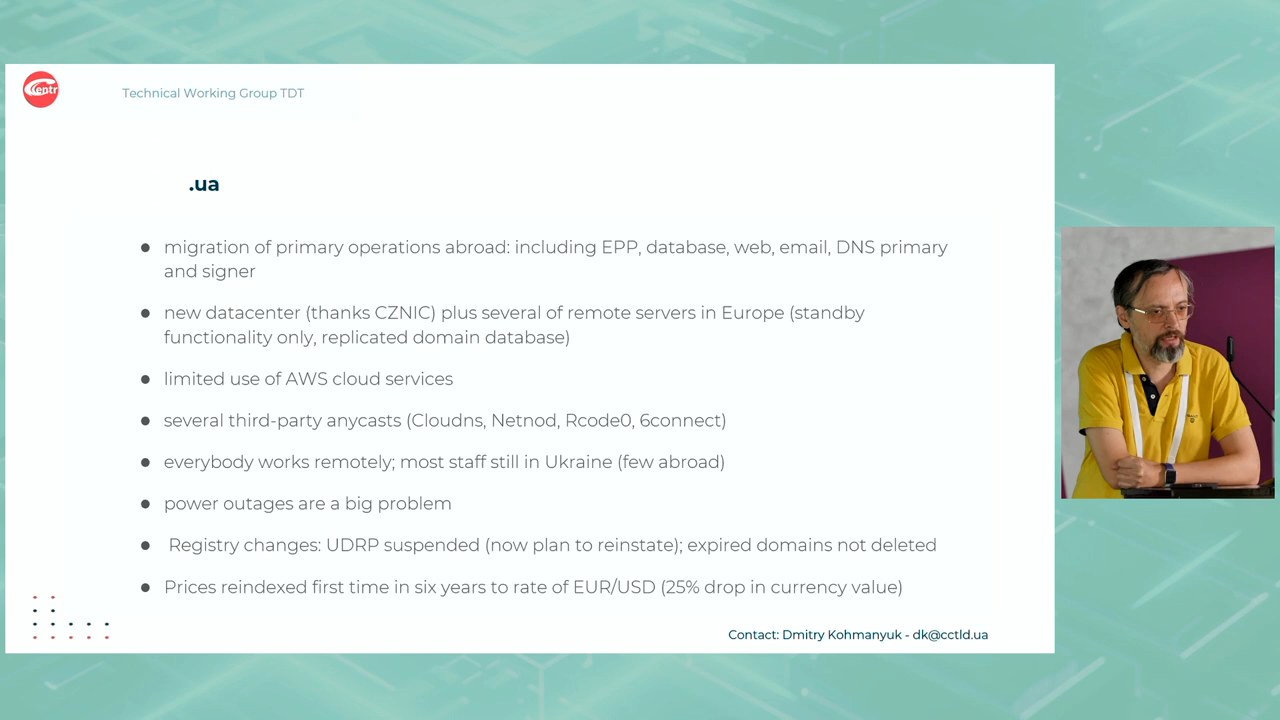 Centr
Technical Working Group TDT
.ua
● migration of primary operations abroad: including EPP, database, web, email, DNS primary
and signer
● new datacenter (thanks CZNIC) plus several of remote servers in Europe (standby
functionality only, replicated domain database)
● limited use of AWS cloud services
● several third-party anycasts (Cloudns, Netnod, Rcode0, 6connect)
● everybody works remotely; most staff still in Ukraine (few abroad)
● power outages are a big problem
● Registry changes: UDRP suspended (now plan to reinstate); expired domains not deleted
● Prices reindexed first time in six years to rate of EUR/USD (25% drop in currency value)
Contact: Dmitry Kohmanyuk - dk@cctld.ua